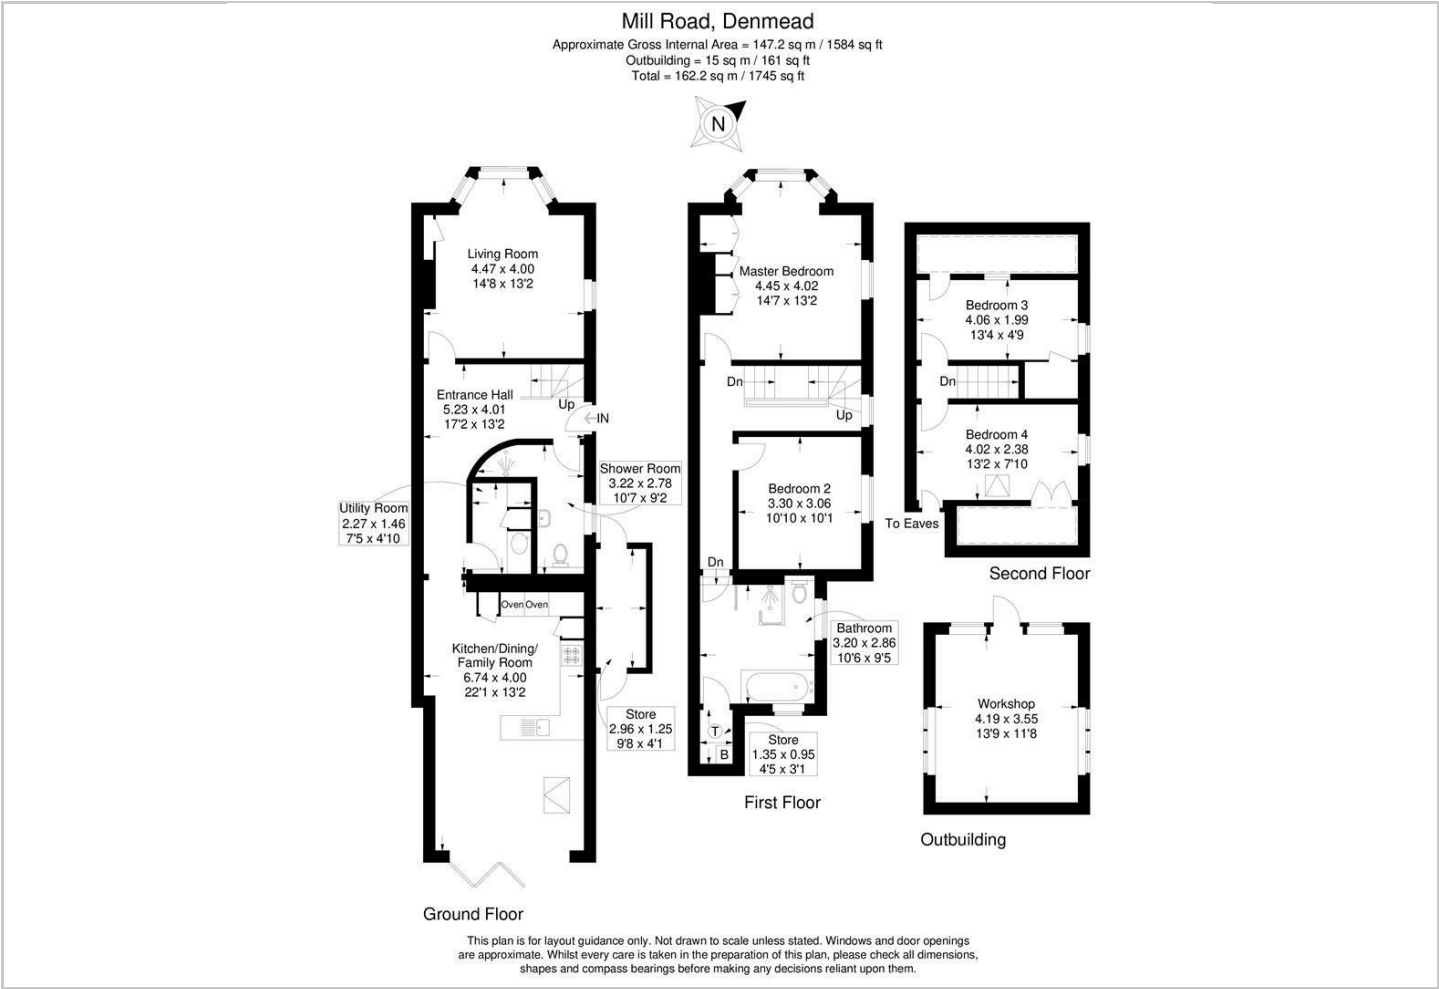 Mill Road, Denmead
Approximate Gross Internal Area = 147.2 sq m / 1584 sq ft
Outbuilding = 15 sq m / 161 sq ft
Total = 162.2 sq m / 1745 sq ft
N
Living Room
4.47 x 4.00
14'8 x 13'2
Entrance Hall
5.23 x 4.01
17'2 x 13'2
Up
IN
Shower Room
3.22 x 2.78
10'7 x 9'2
Utility Room
2.27 x 1.46
7'5 x 4'10
Oven Oven
Kitchen/Dining/
Family Room
6.74 x 4.00
22'1 x 13'2
Store
2.96 x 1.25
9'8 x 4'1
Ground Floor
Master Bedroom
4.45 x 4.02
14'7 x 13'2
Dn
Up
Bedroom 2
3.30 x 3.06
10'10 x 10'1
Dn
Bathroom
3.20 x 2.86
10'6 x 9'5
T
B
Store
1.35 x 0.95
4'5 x 3'1
First Floor
Bedroom 3
4.06 x 1.99
13'4 x 4'9
Dn
Bedroom 4
4.02 x 2.38
13'2 x 7'10
To Eaves
Second Floor
Workshop
4.19 x 3.55
13'9 x 11'8
Outbuilding
This plan is for layout guidance only. Not drawn to scale unless stated. Windows and door openings
are approximate. Whilst every care is taken in the preparation of this plan, please check all dimensions,
shapes and compass bearings before making any decisions reliant upon them.